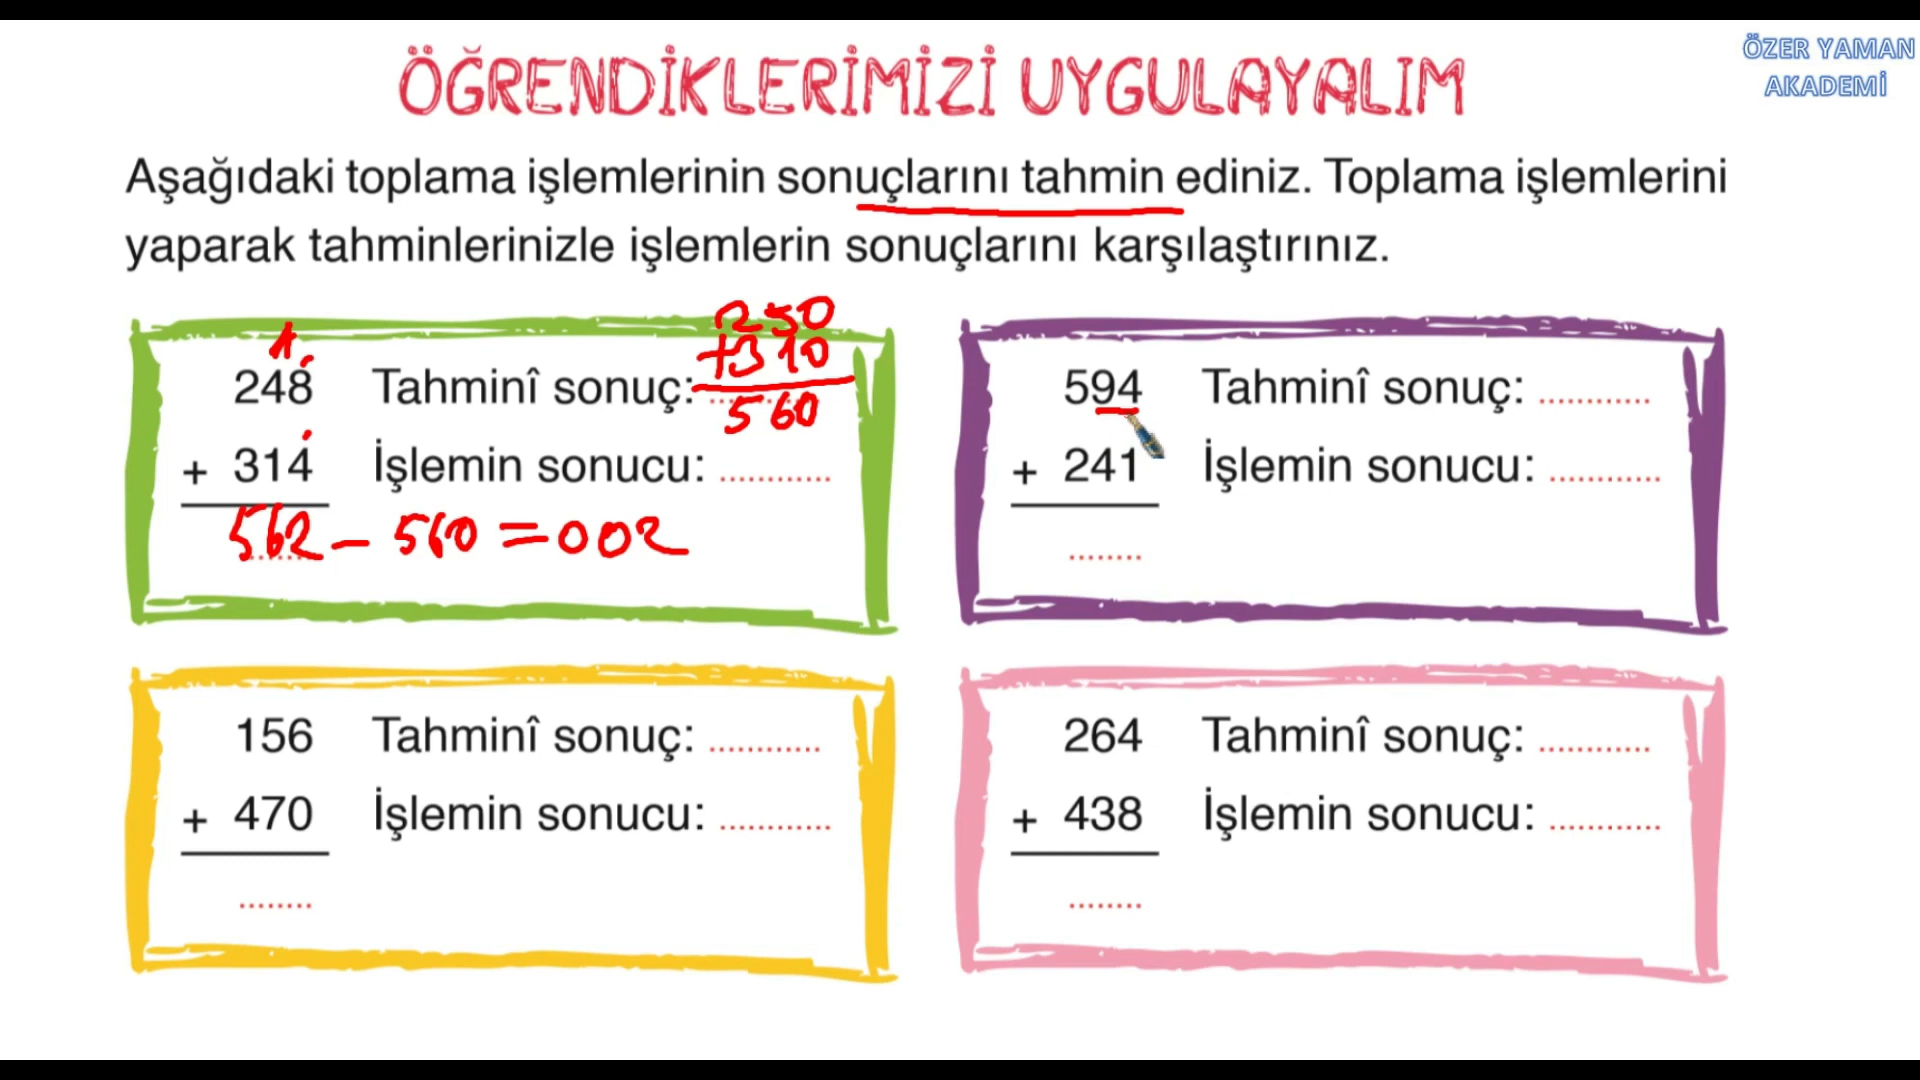 ÖĞRENDİKLERİMİZİ UYGULAYALIM
ÖZER YAMAN
AKADEMİ
Aşağıdaki toplama işlemlerinin sonuçlarını tahmin ediniz. Toplama işlemlerini
yaparak tahminlerinizle işlemlerin sonuçlarını karşılaştırınız.
1
250
+310
248 Tahminî sonuç: ............
560
+ 314 İşlemin sonucu: ............
562 - 560 = 002
594 Tahminî sonuç: ............
+ 241 İşlemin sonucu: ............
........
156 Tahminî sonuç: ............
+ 470 İşlemin sonucu: ............
........
264 Tahminî sonuç: ............
+ 438 İşlemin sonucu: ............
........